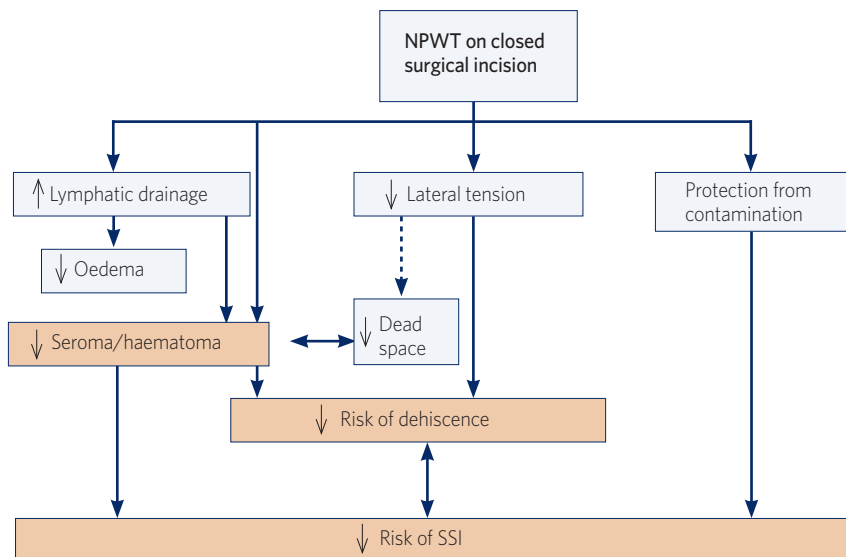 NPWT on closed
surgical incision
↑ Lymphatic drainage
↓ Lateral tension
Protection from
contamination
↓ Oedema
↓ Seroma/haematoma
↓ Dead
space
↓ Risk of dehiscence
↓ Risk of SSI